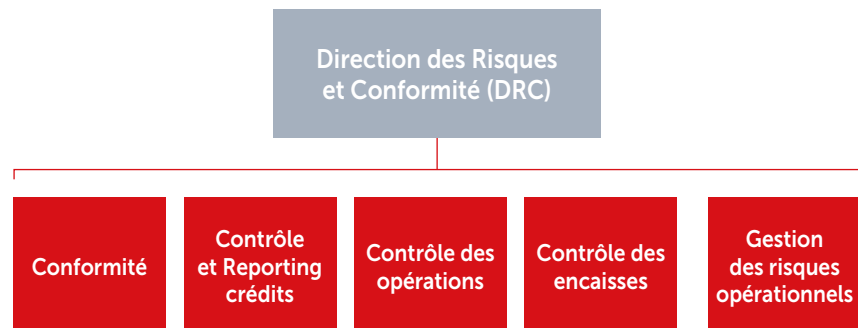 Direction des Risques
et Conformité (DRC)
Conformité
Contrôle
et Reporting
crédits
Contrôle des
opérations
Contrôle des
encaisses
Gestion
des risques
opérationnels